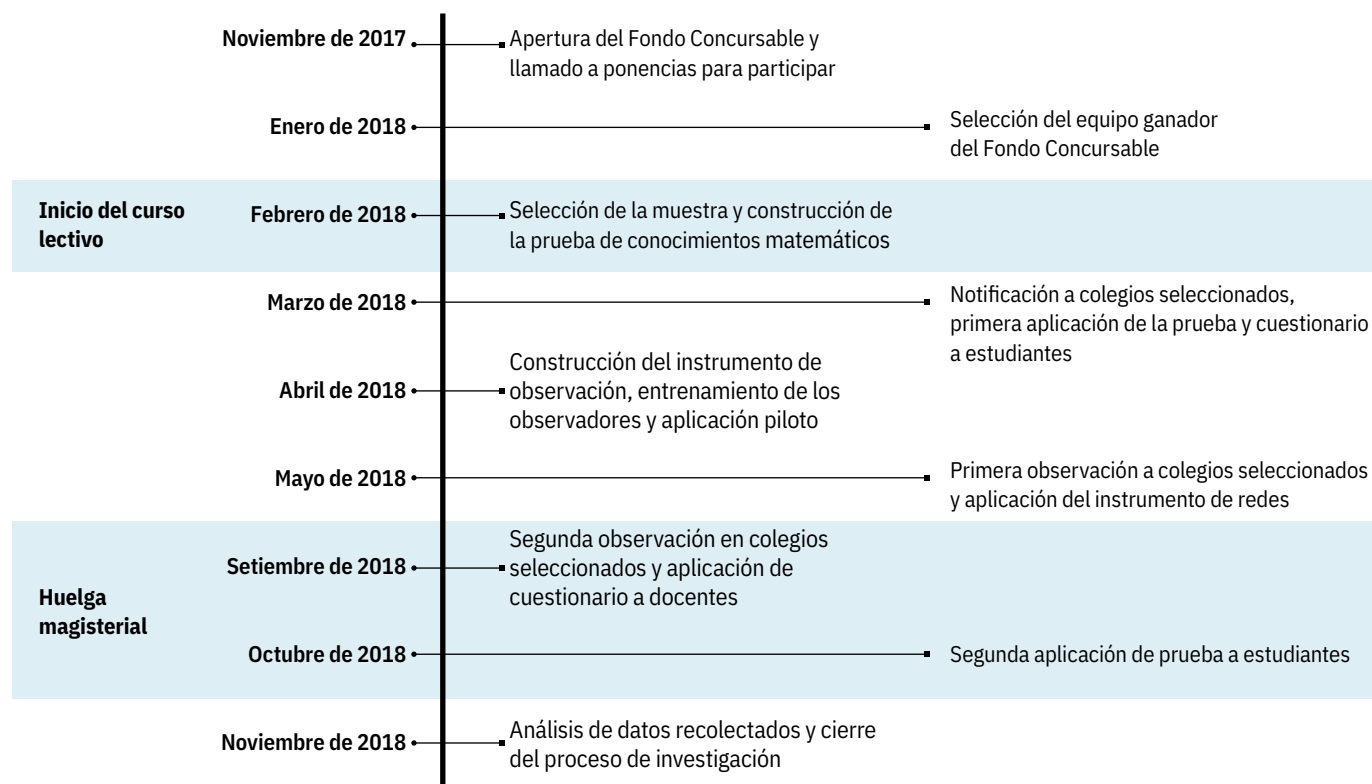 Noviembre de 2017
Apertura del Fondo Concursable y
llamado a ponencias para participar
Enero de 2018
Selección del equipo ganador
del Fondo Concursable
Inicio del curso
lectivo
Febrero de 2018
Selección de la muestra y construcción de
la prueba de conocimientos matemáticos
Marzo de 2018
Notificación a colegios seleccionados,
primera aplicación de la prueba y cuestionario
a estudiantes
Abril de 2018
Construcción del instrumento de
observación, entrenamiento de los
observadores y aplicación piloto
Mayo de 2018
Primera observación a colegios seleccionados
y aplicación del instrumento de redes
Huelga
magisterial
Setiembre de 2018
Segunda observación en colegios
seleccionados y aplicación de
cuestionario a docentes
Octubre de 2018
Segunda aplicación de prueba a estudiantes
Noviembre de 2018
Análisis de datos recolectados y cierre
del proceso de investigación